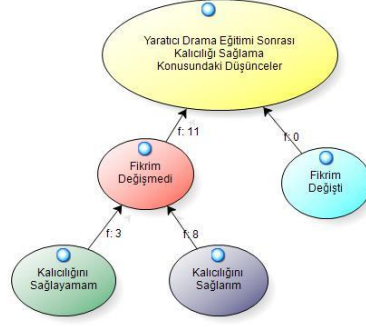 Yaratıcı Drama Eğitimi Sonrası
Kalıcılığı Sağlama
Konusundaki Düşünceler
f: 11
f: 0
Fikrim
Değişmedi
Fikrim
Değişti
f: 3
f: 8
Kalıcılığını
Sağlayamam
Kalıcılığını
Sağlarım